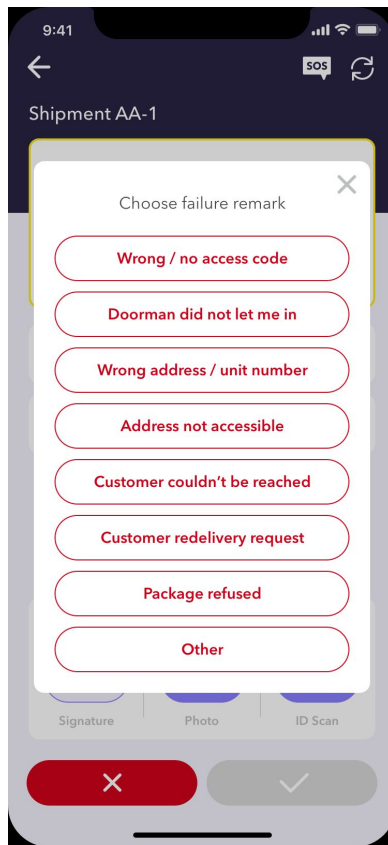 9:41
SOS
Shipment AA-1
Choose failure remark
Wrong / no access code
Doorman did not let me in
Wrong address / unit number
Address not accessible
Customer couldn't be reached
Customer redelivery request
Package refused
Other
Signature
Photo
ID Scan